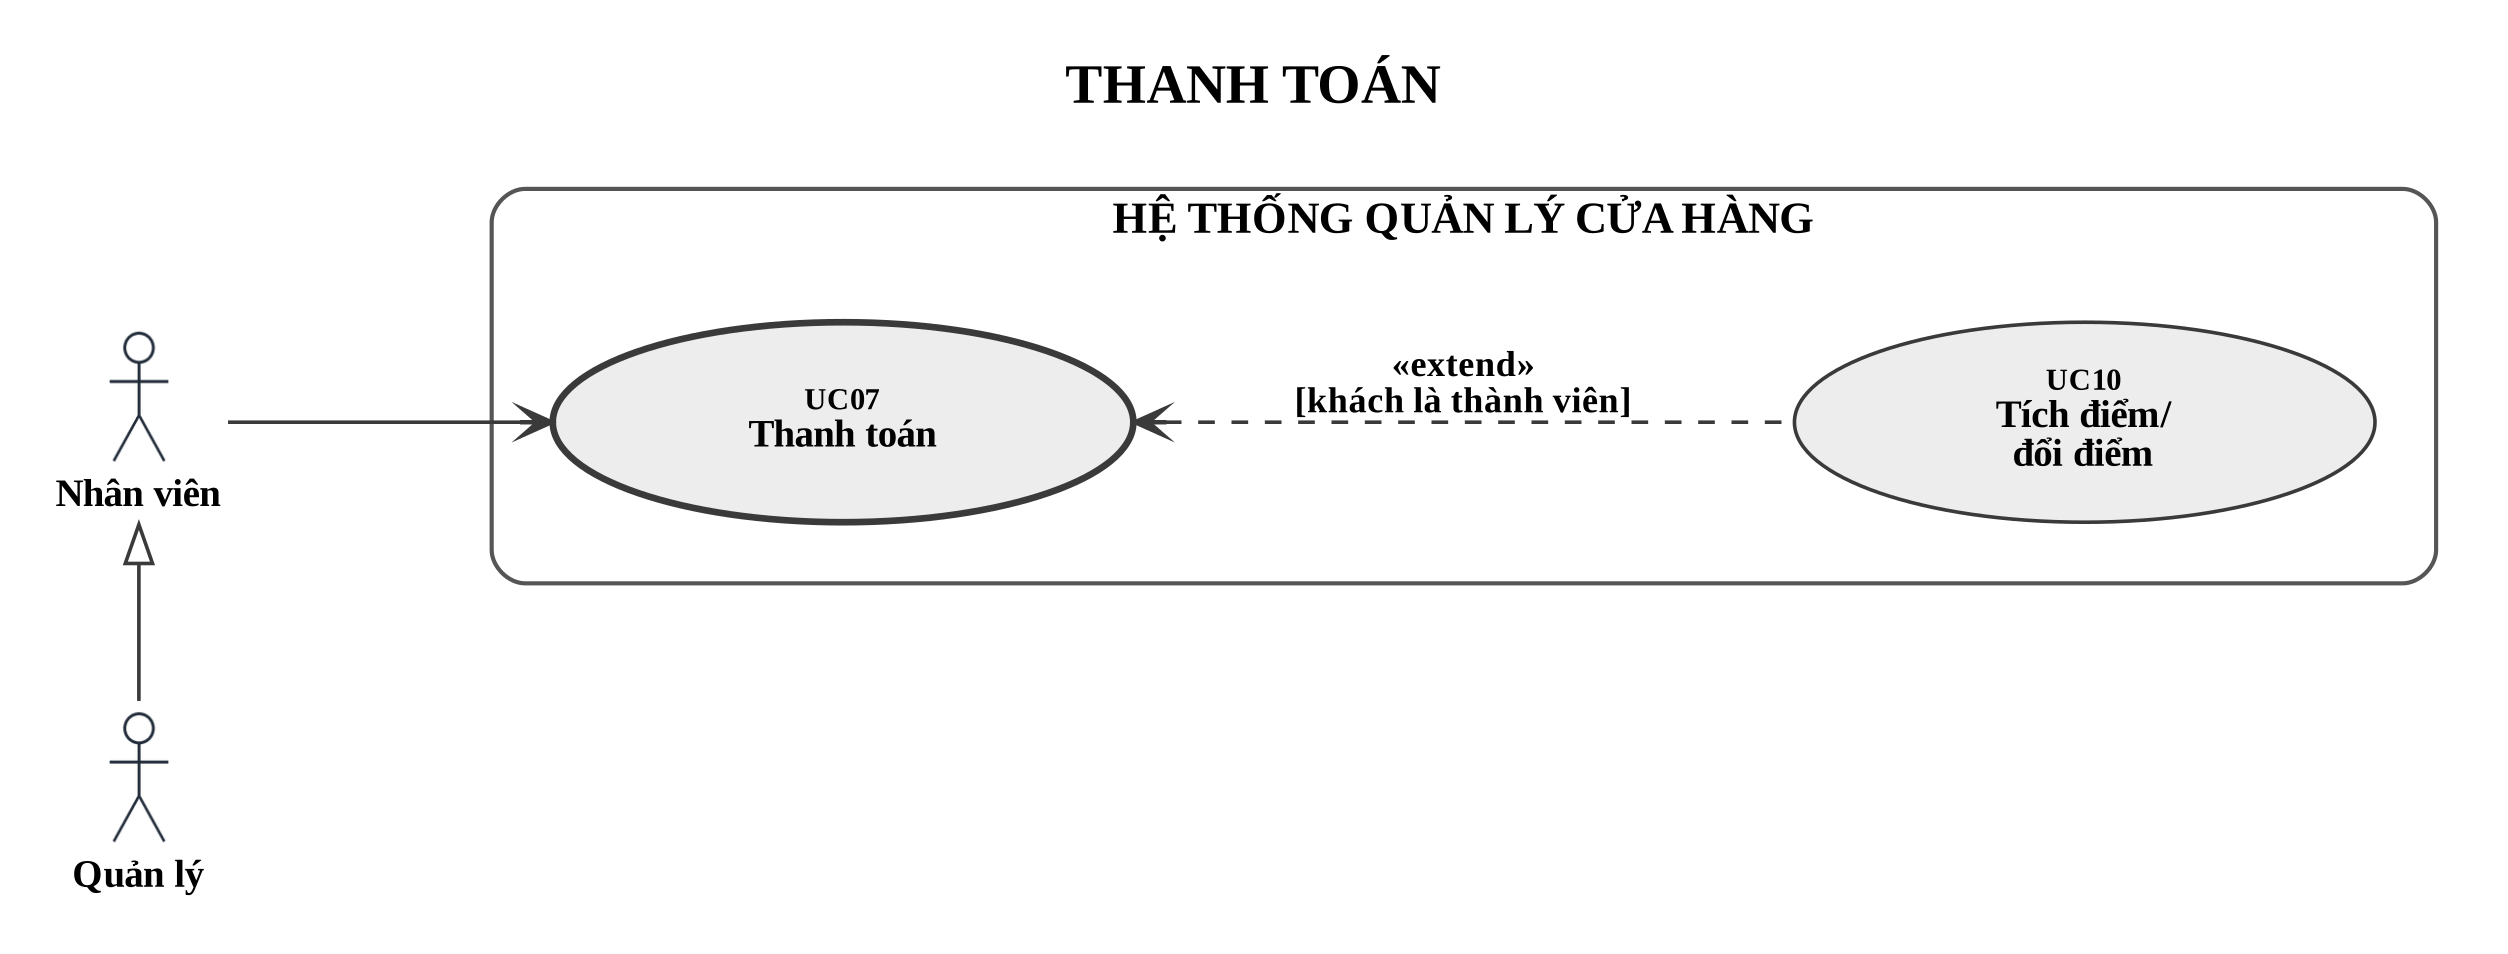 THANH TOÁN
HỆ THỐNG QUẢN LÝ CỬA HÀNG
«extend»
[khách là thành viên]
UC07
Thanh toán
UC10
Tích điểm/
đổi điểm
Nhân viên
Quản lý